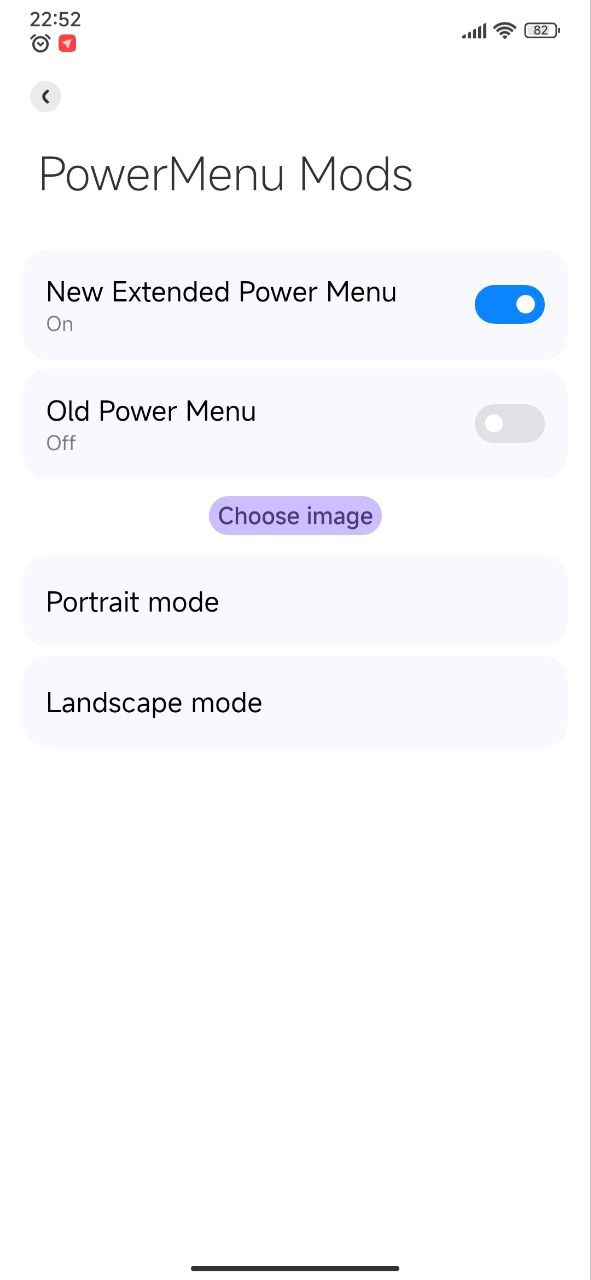 22:52
82
PowerMenu Mods
New Extended Power Menu
On
Old Power Menu
Off
Choose image
Portrait mode
Landscape mode